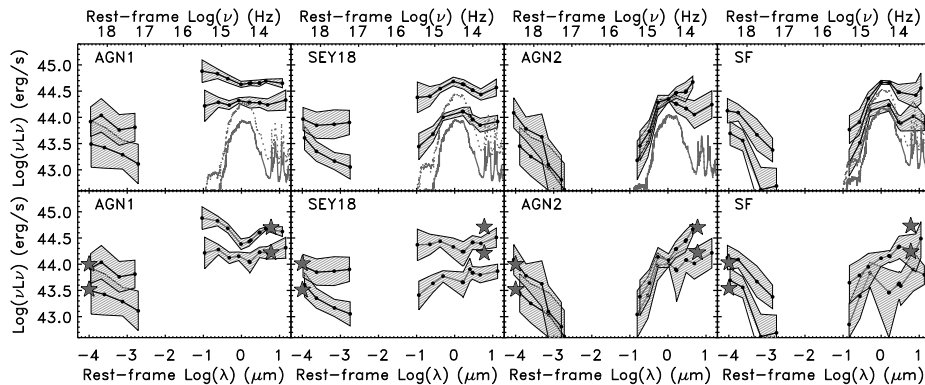 Rest-frame Log(ν) (Hz) Rest-frame Log(ν) (Hz) Rest-frame Log(ν) (Hz) Rest-frame Log(ν) (Hz)
18 17 16 15 14 18 17 16 15 14 18 17 16 15 14 18 17 16 15 14
AGN1 SEY18 AGN2 SF
45.0
44.5
44.0
43.5
43.0
Log(νLν) (erg/s)
AGN1 SEY18 AGN2 SF
45.0
44.5
44.0
43.5
43.0
Log(νLν) (erg/s)
−4 −3 −2 −1 0 1 −4 −3 −2 −1 0 1 −4 −3 −2 −1 0 1 −4 −3 −2 −1 0 1
Rest-frame Log(λ) (μm) Rest-frame Log(λ) (μm) Rest-frame Log(λ) (μm) Rest-frame Log(λ) (μm)